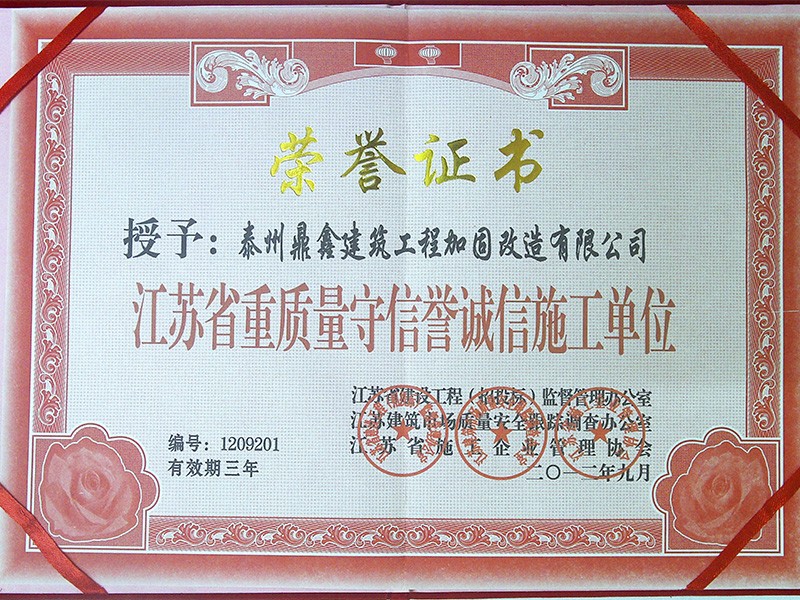 荣誉证书
授予：泰州鼎鑫建筑工程加固改造有限公司
江苏省重质量守信誉诚信施工单位
江苏省建设工程（招投标）监督管理办公室
江苏建筑市场质量安全跟踪调查办公室
江苏省施工企业管理协会
二〇一二年九月
编号：1209201
有效期三年